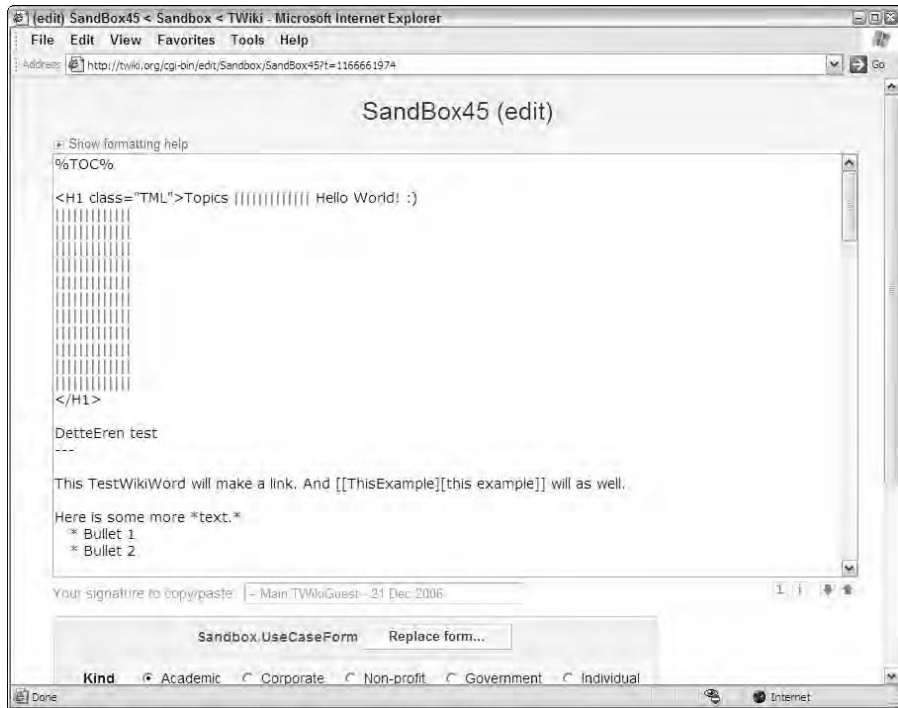 (edit) SandBox45 < Sandbox < TWiki - Microsoft Internet Explorer
File Edit View Favorites Tools Help
Address http://twiki.org/cgi-bin/edit/Sandbox/SandBox45?t=1166661974 Go
SandBox45 (edit)
Show formatting help
%TOC%
<H1 class="TML">Topics ||||||||||||| Hello World! :)
|||||||||||||
|||||||||||||
|||||||||||||
|||||||||||||
|||||||||||||
|||||||||||||
|||||||||||||
|||||||||||||
|||||||||||||
|||||||||||||
|||||||||||||
</H1>
DetteEren test
---
This TestWikiWord will make a link. And [[ThisExample][this example]] will as well.
Here is some more *text.*
* Bullet 1
* Bullet 2
Your signature to copy/paste: -- Main.TWikiGuest - 21 Dec 2006
Sandbox.UseCaseForm Replace form...
Kind Academic Corporate Non-profit Government Individual
Done Internet